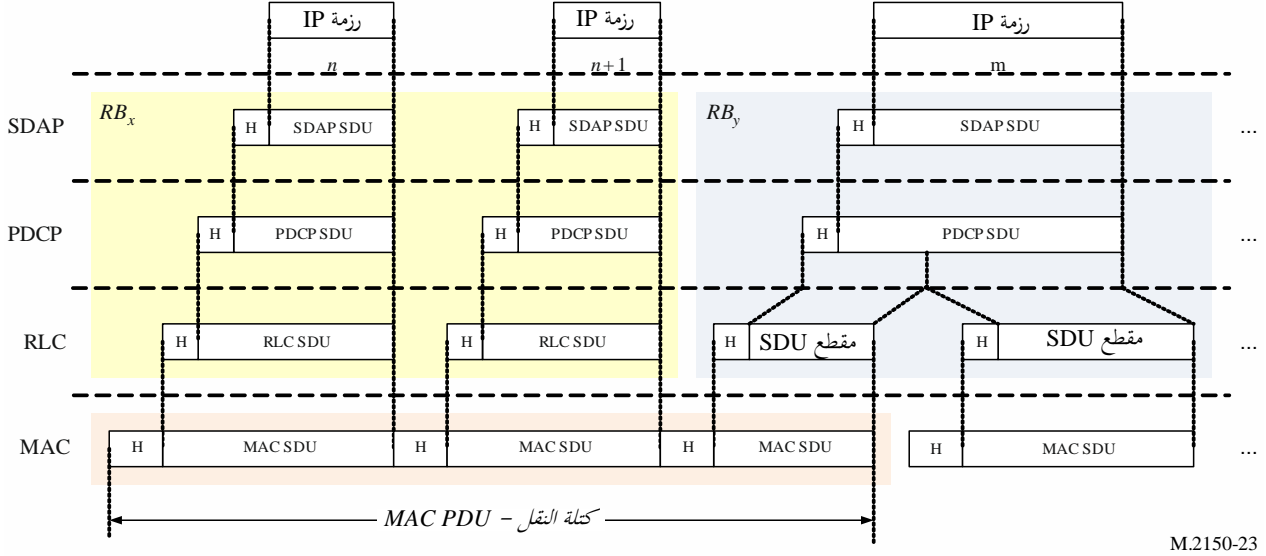 رزمة IP رزمة IP رزمة IP
n n+1 m
RBx RBy
SDAP H SDAP SDU H SDAP SDU H SDAP SDU ...
PDCP H PDCP SDU H PDCP SDU H PDCP SDU ...
RLC H RLC SDU H RLC SDU H مقطع SDU H مقطع SDU ...
MAC H MAC SDU H MAC SDU H MAC SDU H MAC SDU ...
كتلة النقل – MAC PDU
M.2150-23